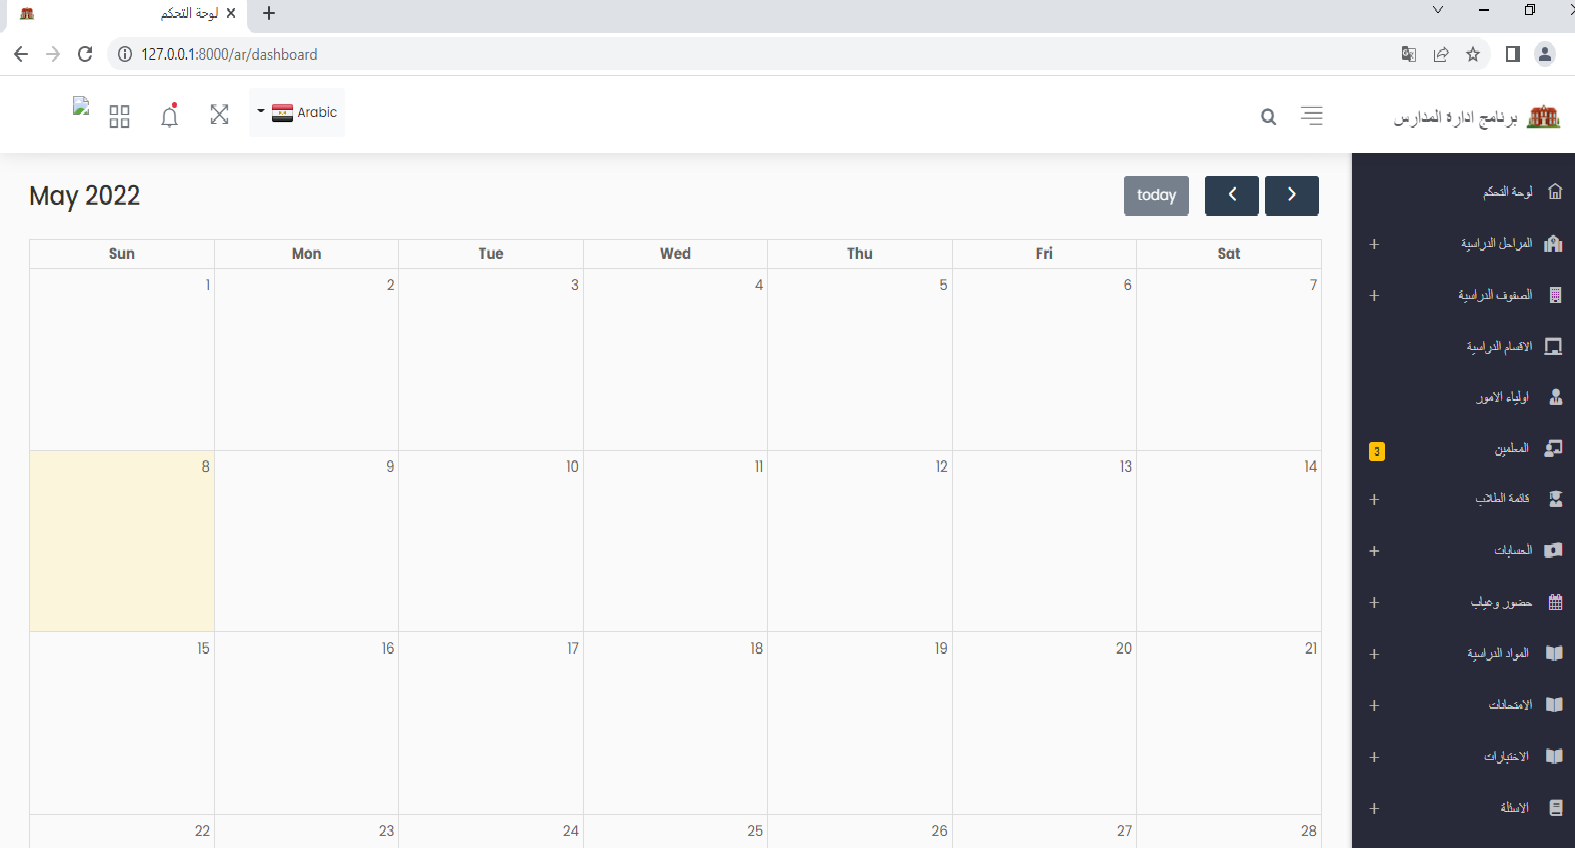 لوحة التحكم
127.0.0.1:8000/ar/dashboard
Arabic
برنامج ادارة المدارس
May 2022
today
Sun Mon Tue Wed Thu Fri Sat
1 2 3 4 5 6 7
8 9 10 11 12 13 14
15 16 17 18 19 20 21
22 23 24 25 26 27 28
لوحة التحكم
المراحل الدراسية
الصفوف الدراسية
الاقسام الدراسية
اولياء الامور
المعلمين 3
قائمة الطلاب
الحسابات
حضور وغياب
المواد الدراسية
الامتحانات
الاختبارات
الاسئلة